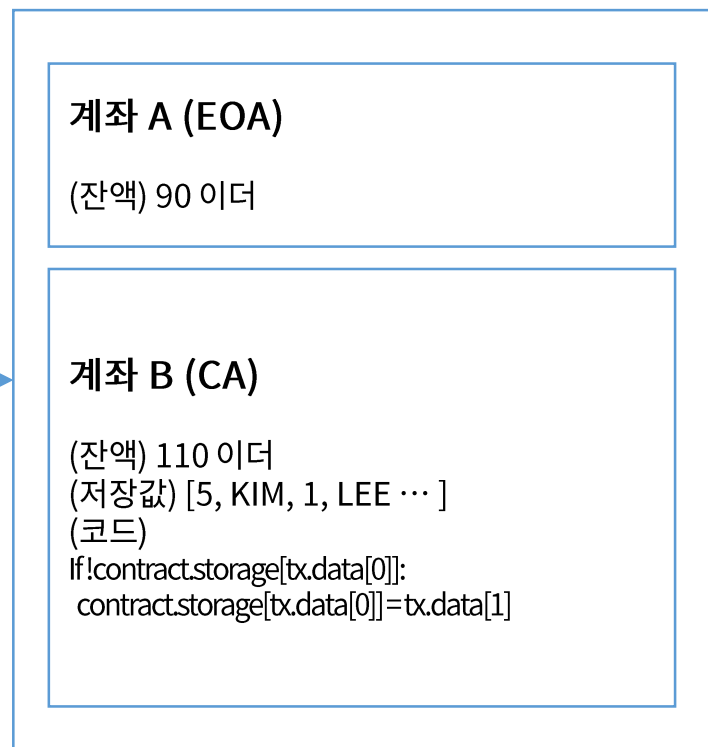 계좌 A (EOA)
(잔액) 90 이더
계좌 B (CA)
(잔액) 110 이더
(저장값) [5, KIM, 1, LEE ⋯ ]
(코드)
If !contract.storage[tx.data[0]]:
contract.storage[tx.data[0]] = tx.data[1]